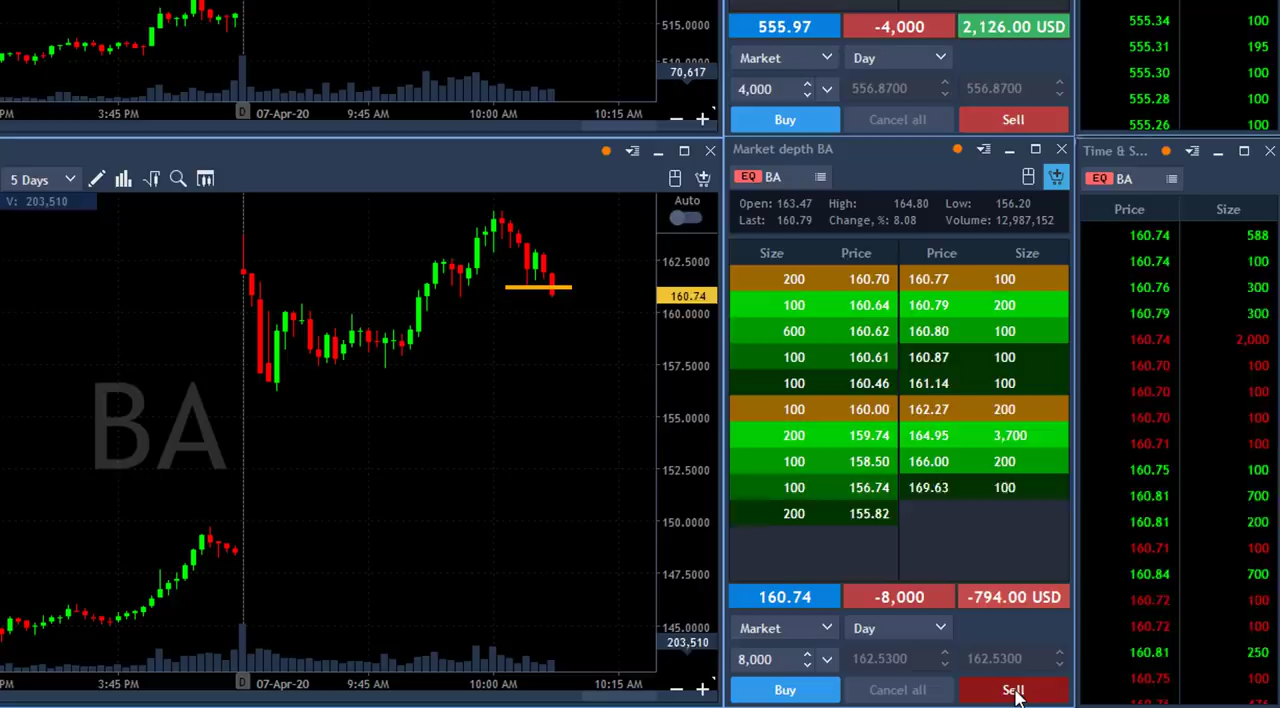 515.0000
510.0000
70,617
PM 3:45 PM D 07-Apr-20 9:45 AM 10:00 AM 10:15 AM
555.97 -4,000 2,126.00 USD
Market Day
4,000 556.8700 556.8700
Buy Cancel all Sell
555.34 100
555.31 195
555.30 100
555.28 100
555.26 100
5 Days
V: 203,510
Auto
162.5000
160.74
160.0000
157.5000
155.0000
152.5000
150.0000
147.5000
145.0000
203,510
BA
PM 3:45 PM D 07-Apr-20 9:45 AM 10:00 AM 10:15 AM
Market depth BA
EQ BA
Open: 163.47 High: 164.80 Low: 156.20
Last: 160.79 Change, %: 8.08 Volume: 12,987,152
Size Price Price Size
200 160.70 160.77 100
100 160.64 160.79 200
600 160.62 160.80 100
100 160.61 160.87 100
100 160.46 161.14 100
100 160.00 162.27 200
200 159.74 164.95 3,700
100 158.50 166.00 200
100 156.74 169.63 100
200 155.82
160.74 -8,000 -794.00 USD
Market Day
8,000 162.5300 162.5300
Buy Cancel all Sell
Time & S...
EQ BA
Price Size
160.74 588
160.74 100
160.76 300
160.79 300
160.74 2,000
160.70 100
160.70 100
160.70 100
160.71 100
160.75 100
160.81 700
160.81 200
160.71 100
160.84 700
160.72 100
160.72 100
160.81 250
160.75 100